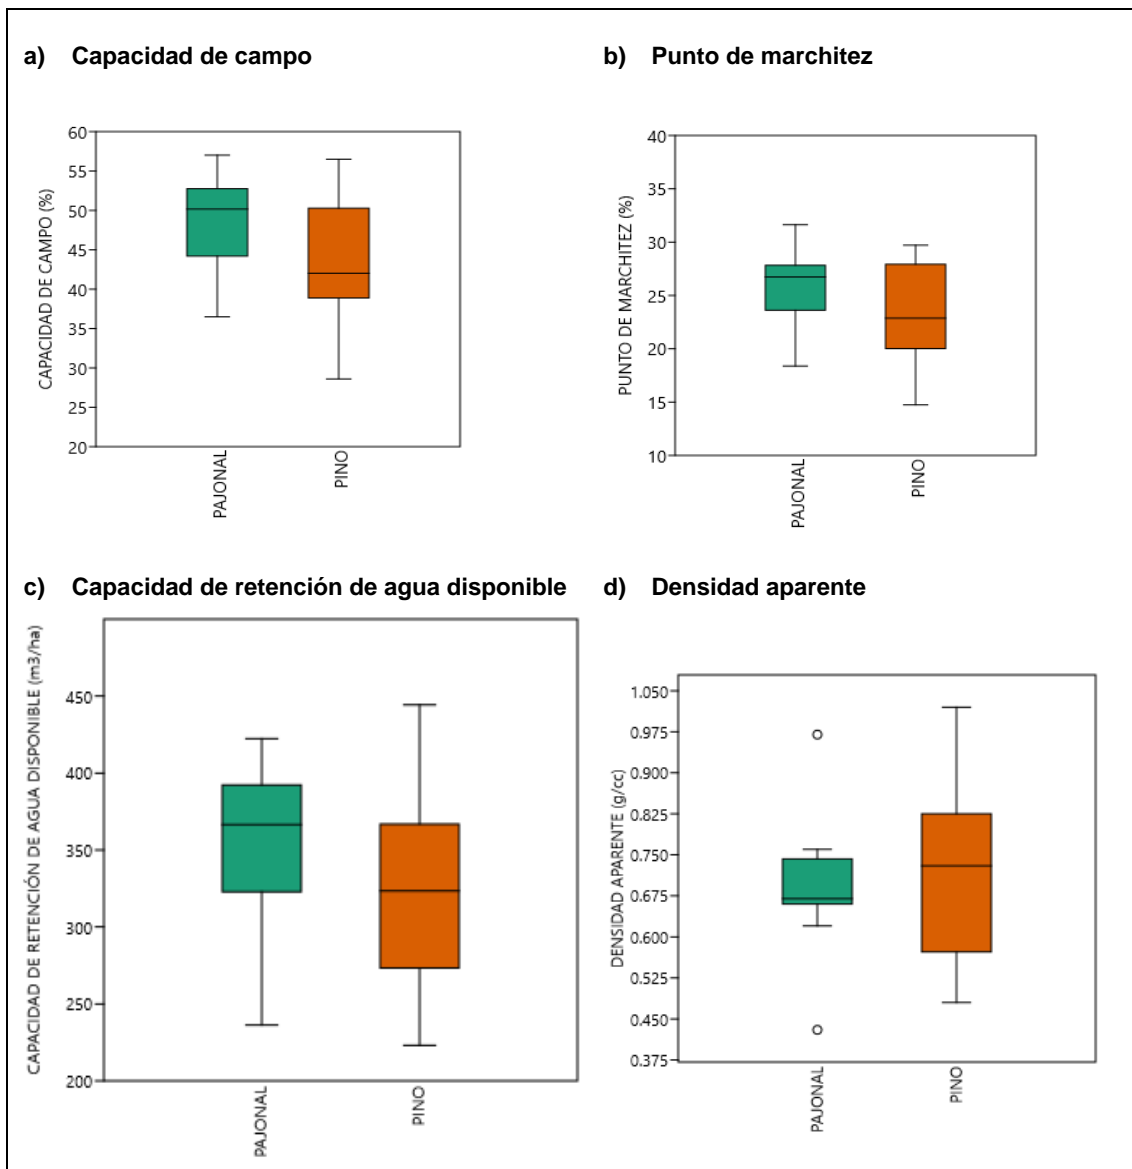 a) Capacidad de campo
CAPACIDAD DE CAMPO (%)
60
55
50
45
40
35
30
25
20
PAJONAL
PINO
b) Punto de marchitez
PUNTO DE MARCHITEZ (%)
40
35
30
25
20
15
10
PAJONAL
PINO
c) Capacidad de retención de agua disponible
CAPACIDAD DE RETENCIÓN DE AGUA DISPONIBLE (m3/ha)
450
400
350
300
250
200
PAJONAL
PINO
d) Densidad aparente
DENSIDAD APARENTE (g/cc)
1.050
0.975
0.900
0.825
0.750
0.675
0.600
0.525
0.450
0.375
PAJONAL
PINO